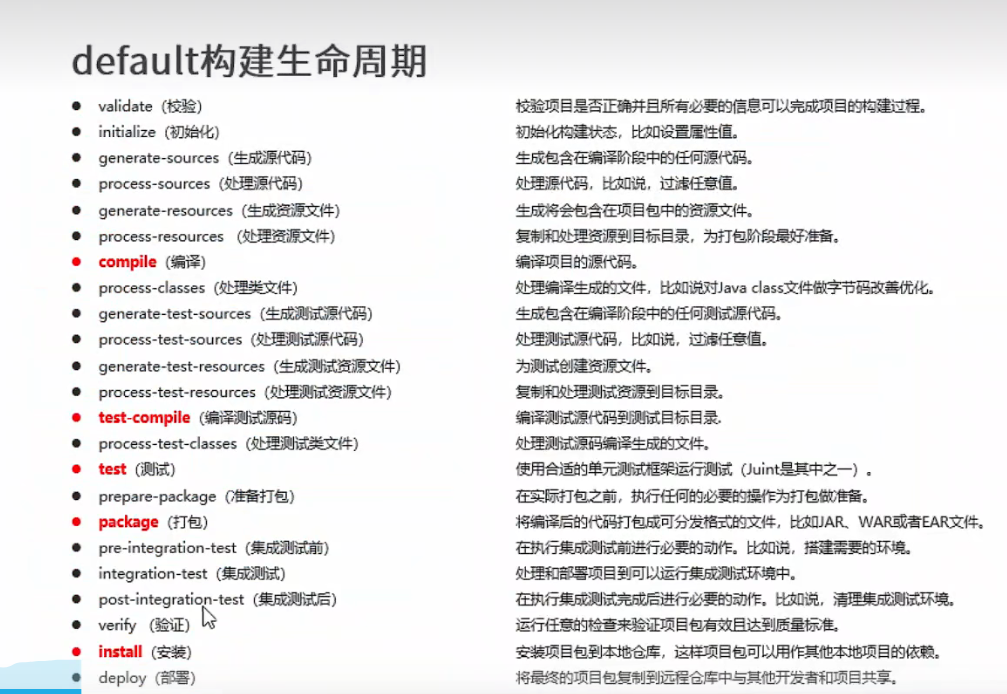 default构建生命周期
validate（校验） 校验项目是否正确并且所有必要的信息可以完成项目的构建过程。
initialize（初始化） 初始化构建状态，比如设置属性值。
generate-sources（生成源代码） 生成包含在编译阶段中的任何源代码。
process-sources（处理源代码） 处理源代码，比如说，过滤任意值。
generate-resources（生成资源文件） 生成将会包含在项目包中的资源文件。
process-resources （处理资源文件） 复制和处理资源到目标目录，为打包阶段最好准备。
compile（编译） 编译项目的源代码。
process-classes（处理类文件） 处理编译生成的文件，比如说对Java class文件做字节码改善优化。
generate-test-sources（生成测试源代码） 生成包含在编译阶段中的任何测试源代码。
process-test-sources（处理测试源代码） 处理测试源代码，比如说，过滤任意值。
generate-test-resources（生成测试资源文件） 为测试创建资源文件。
process-test-resources（处理测试资源文件） 复制和处理测试资源到目标目录。
test-compile（编译测试源码） 编译测试源代码到测试目标目录.
process-test-classes（处理测试类文件） 处理测试源码编译生成的文件。
test（测试） 使用合适的单元测试框架运行测试（Juint是其中之一）。
prepare-package（准备打包） 在实际打包之前，执行任何的必要的操作为打包做准备。
package（打包） 将编译后的代码打包成可分发格式的文件，比如JAR、WAR或者EAR文件。
pre-integration-test（集成测试前） 在执行集成测试前进行必要的动作。比如说，搭建需要的环境。
integration-test（集成测试） 处理和部署项目到可以运行集成测试环境中。
post-integration-test（集成测试后） 在执行集成测试完成后进行必要的动作。比如说，清理集成测试环境。
verify （验证） 运行任意的检查来验证项目包有效且达到质量标准。
install（安装） 安装项目包到本地仓库，这样项目包可以用作其他本地项目的依赖。
deploy（部署） 将最终的项目包复制到远程仓库中与其他开发者和项目共享。